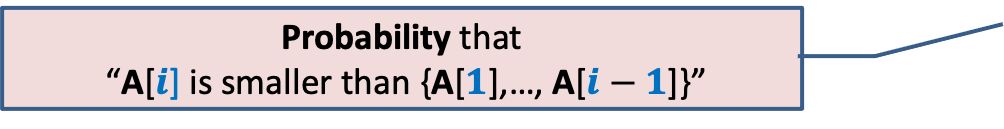 Probability that
“A[i] is smaller than {A[1],…, A[i − 1]}”